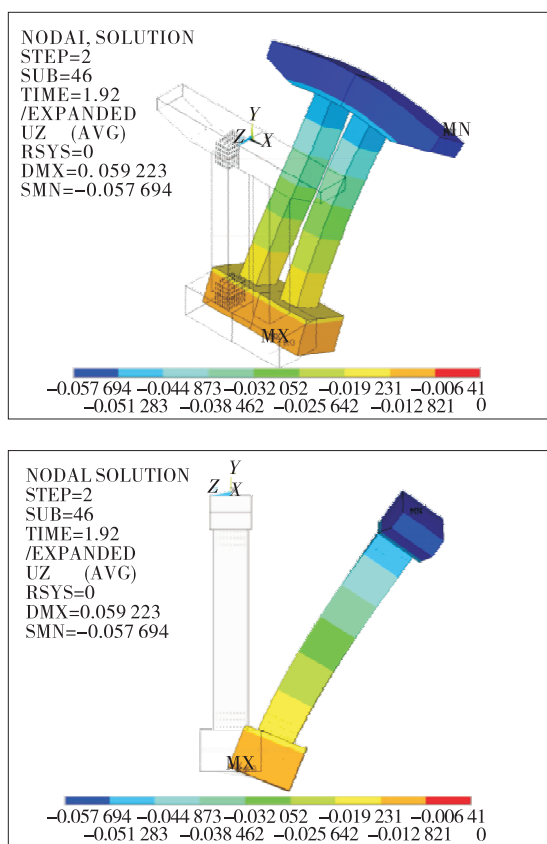 NODAI, SOLUTION
STEP=2
SUB=46
TIME=1.92
/EXPANDED
UZ (AVG)
RSYS=0
DMX=0. 059 223
SMN=−0.057 694
Y
Z X
MN
MX
−0.057 694 −0.044 873 −0.032 052 −0.019 231 −0.006 41
−0.051 283 −0.038 462 −0.025 642 −0.012 821 0
NODAL SOLUTION
STEP=2
SUB=46
TIME=1.92
/EXPANDED
UZ (AVG)
RSYS=0
DMX=0.059 223
SMN=−0.057 694
Y
Z X
MN
MX
−0.057 694 −0.044 873 −0.032 052 −0.019 231 −0.006 41
−0.051 283 −0.038 462 −0.025 642 −0.012 821 0